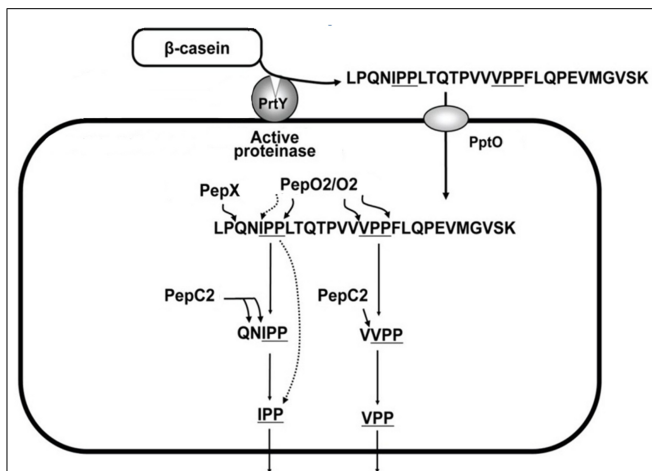 β-casein
LPQNIPPLTQTPVVVPPFLQPEVMGVSK
PrtY
Active
proteinase
PptO
PepX
PepO2/O2
LPQNIPPLTQTPVVVPPFLQPEVMGVSK
PepC2
PepC2
QNIPP
VVPP
IPP
VPP